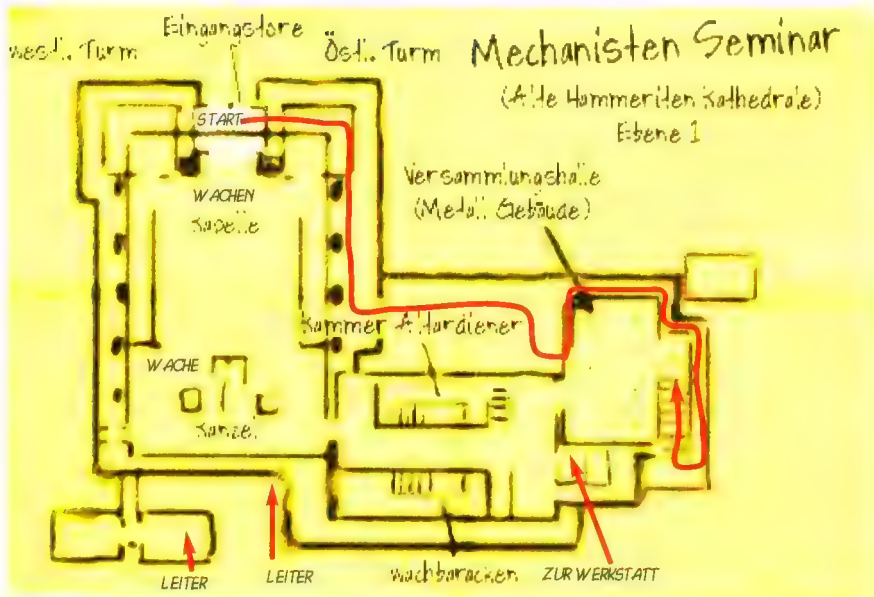 Eingangstore
westl. Turm
Östl. Turm
Mechanisten Seminar
(Alte Hammeriten Kathedrale)
Ebene 1
START
Versammlungshalle
(Metall Gebäude)
WACHEN
Kapelle
Kammer Altardiener
WACHE
Kanzel
LEITER
LEITER
Wachbaracken
ZUR WERKSTATT